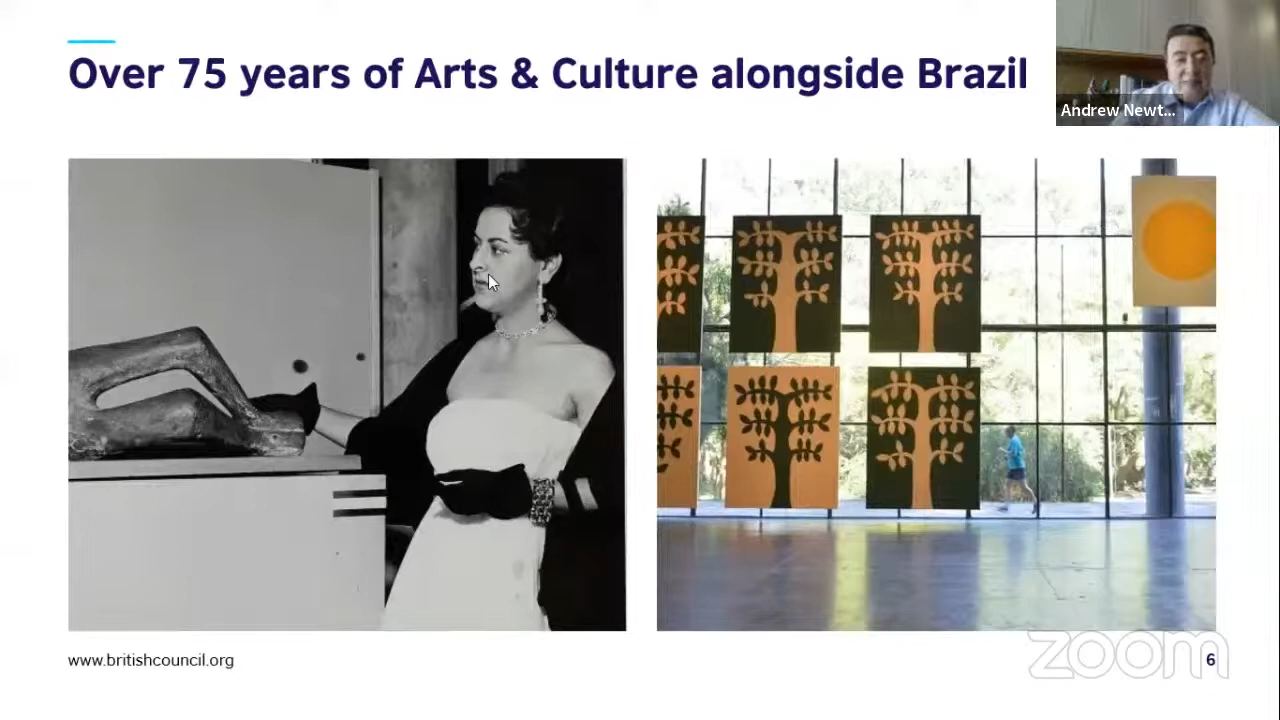 Over 75 years of Arts & Culture alongside Brazil
Andrew Newt...
www.britishcouncil.org
zoom
6